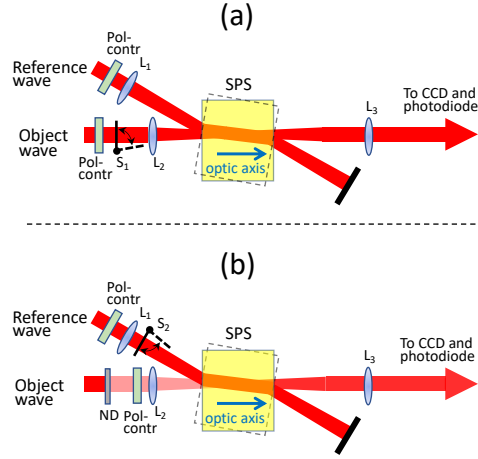 (a)
Pol-
contr
L1
Reference
wave
SPS
L3
To CCD and
photodiode
Object
wave
Pol-
contr
S1
L2
optic axis
(b)
Pol-
contr
L1
S2
Reference
wave
SPS
L3
To CCD and
photodiode
Object
wave
ND
Pol-
contr
L2
optic axis